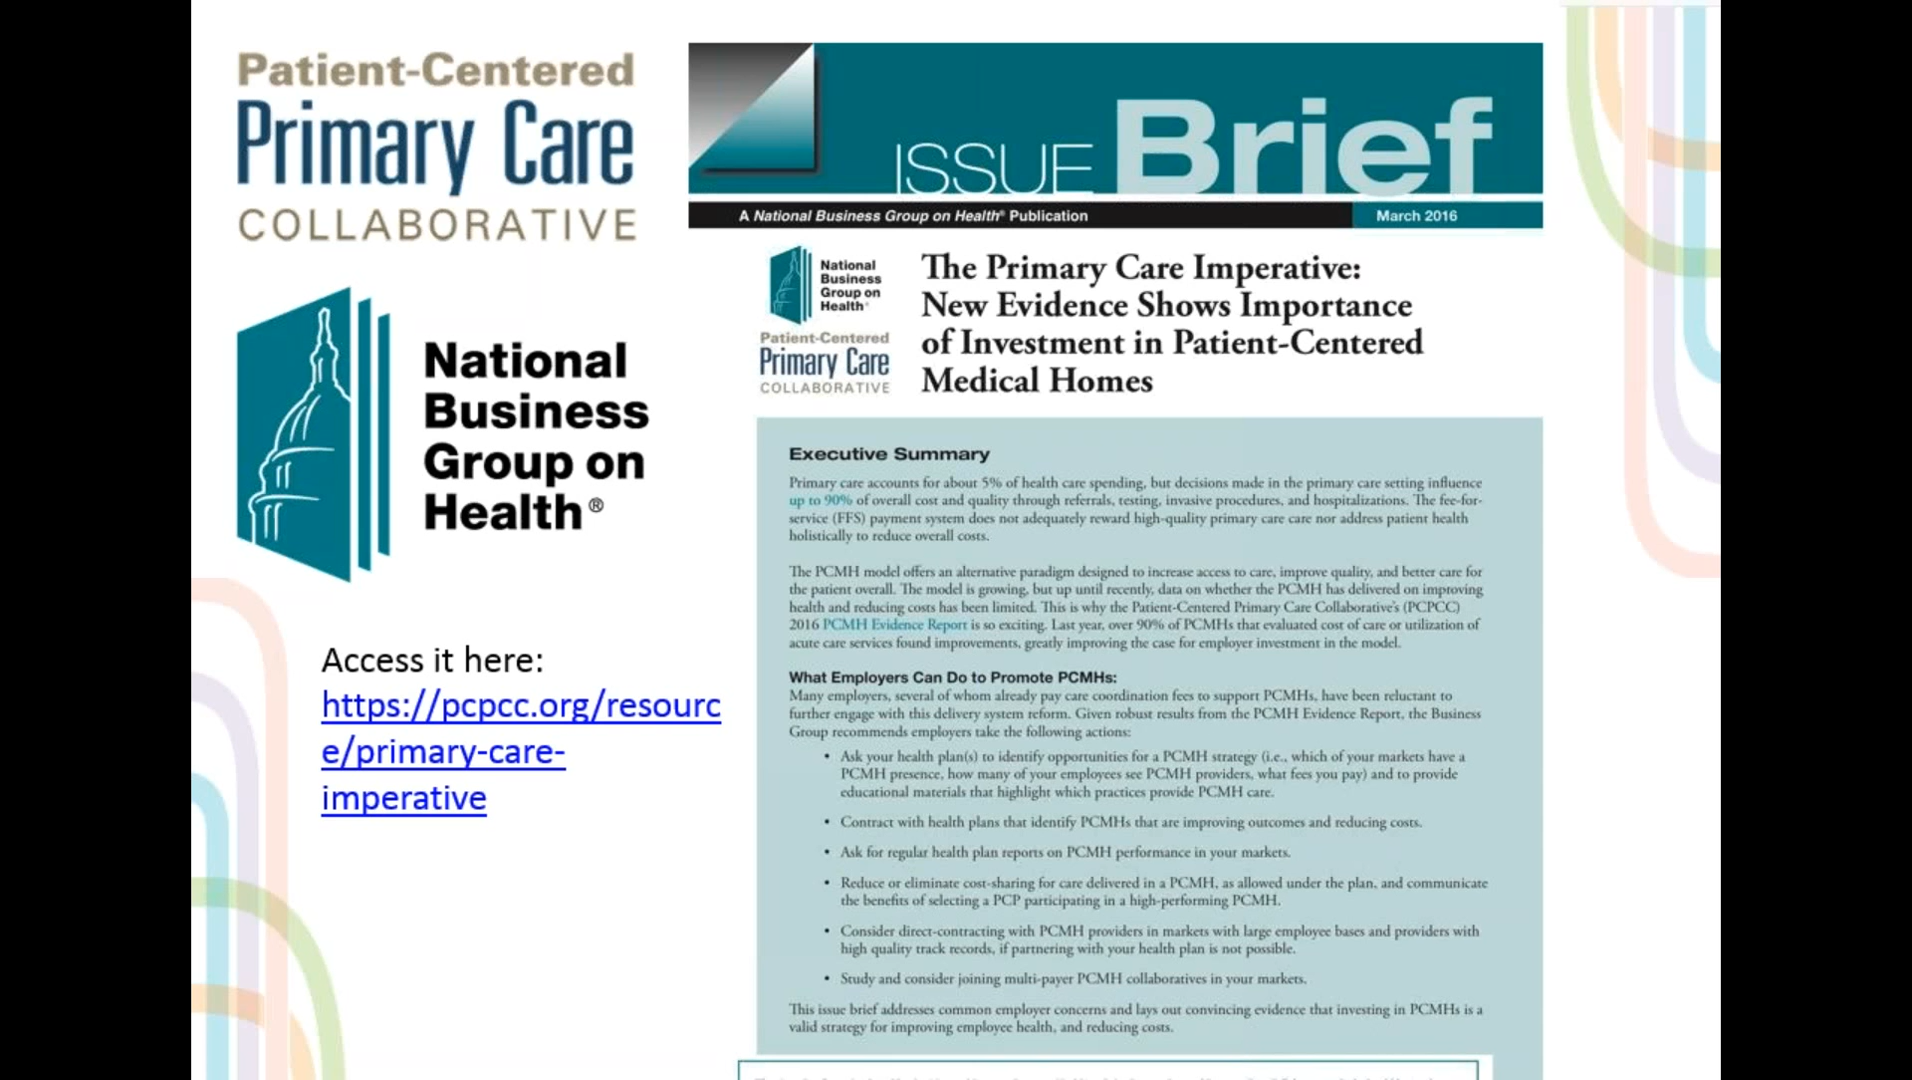 Patient-Centered
Primary Care
COLLABORATIVE
National
Business
Group on
Health®
Access it here:
https://pcpcc.org/resourc
e/primary-care-
imperative
ISSUE Brief
A National Business Group on Health® Publication
March 2016
National
Business
Group on
Health®
Patient-Centered
Primary Care
COLLABORATIVE
The Primary Care Imperative:
New Evidence Shows Importance
of Investment in Patient-Centered
Medical Homes
Executive Summary
Primary care accounts for about 5% of health care spending, but decisions made in the primary care setting influence
up to 90% of overall cost and quality through referrals, testing, invasive procedures, and hospitalizations. The fee-for-
service (FFS) payment system does not adequately reward high-quality primary care care nor address patient health
holistically to reduce overall costs.
The PCMH model offers an alternative paradigm designed to increase access to care, improve quality, and better care for
the patient overall. The model is growing, but up until recently, data on whether the PCMH has delivered on improving
health and reducing costs has been limited. This is why the Patient-Centered Primary Care Collaborative's (PCPCC)
2016 PCMH Evidence Report is so exciting. Last year, over 90% of PCMHs that evaluated cost of care or utilization of
acute care services found improvements, greatly improving the case for employer investment in the model.
What Employers Can Do to Promote PCMHs:
Many employers, several of whom already pay care coordination fees to support PCMHs, have been reluctant to
further engage with this delivery system reform. Given robust results from the PCMH Evidence Report, the Business
Group recommends employers take the following actions:
• Ask your health plan(s) to identify opportunities for a PCMH strategy (i.e., which of your markets have a
PCMH presence, how many of your employees see PCMH providers, what fees you pay) and to provide
educational materials that highlight which practices provide PCMH care.
• Contract with health plans that identify PCMHs that are improving outcomes and reducing costs.
• Ask for regular health plan reports on PCMH performance in your markets.
• Reduce or eliminate cost-sharing for care delivered in a PCMH, as allowed under the plan, and communicate
the benefits of selecting a PCP participating in a high-performing PCMH.
• Consider direct-contracting with PCMH providers in markets with large employee bases and providers with
high quality track records, if partnering with your health plan is not possible.
• Study and consider joining multi-payer PCMH collaboratives in your markets.
This issue brief addresses common employer concerns and lays out convincing evidence that investing in PCMHs is a
valid strategy for improving employee health, and reducing costs.